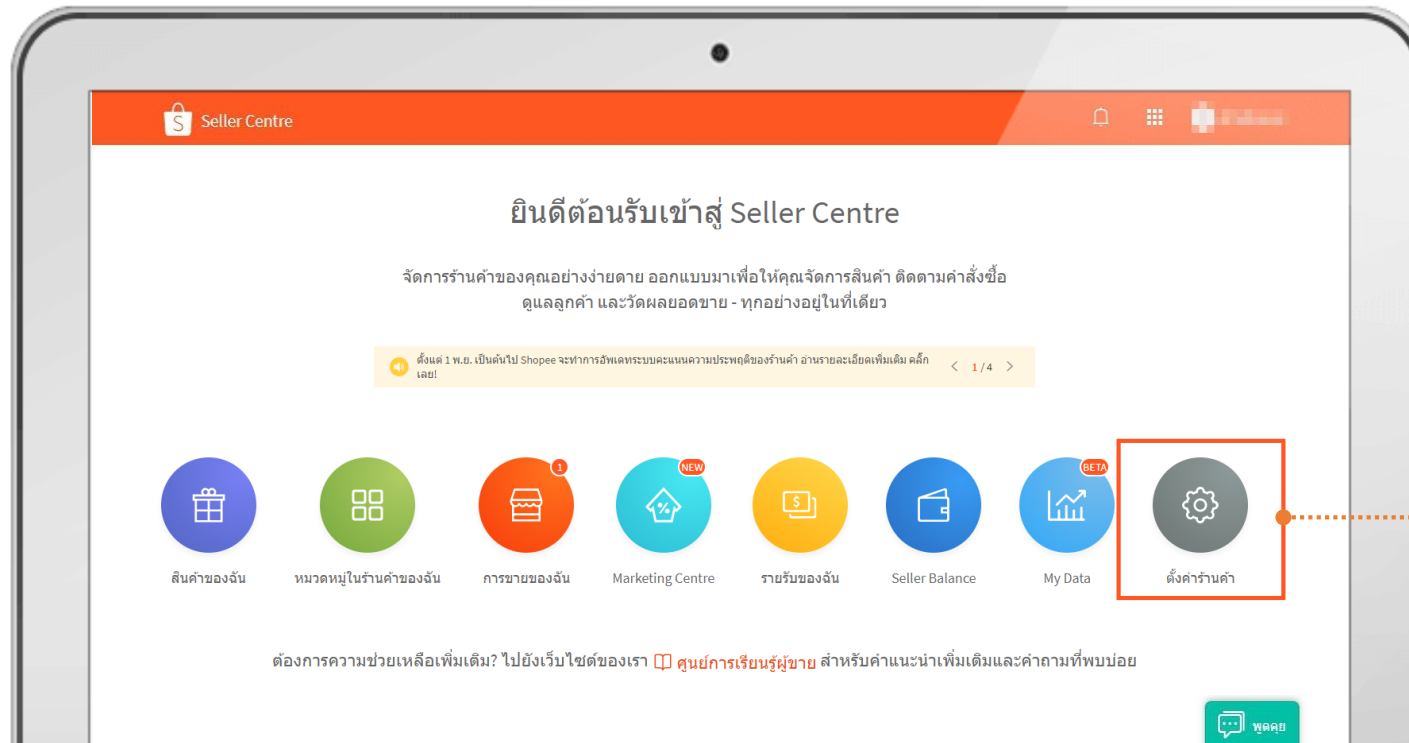 S Seller Centre
ยินดีต้อนรับเข้าสู่ Seller Centre
จัดการร้านค้าของคุณอย่างง่ายดาย ออกแบบมาเพื่อให้คุณจัดการสินค้า ติดตามคำสั่งซื้อ
ดูแลลูกค้า และวัดผลยอดขาย - ทุกอย่างอยู่ในที่เดียว
ตั้งแต่ 1 พ.ย. เป็นต้นไป Shopee จะทำการอัพเดทระบบคะแนนความประพฤติของร้านค้า อ่านรายละเอียดเพิ่มเติม คลิ๊ก
เลย!
< 1 / 4 >
1
NEW
BETA
% $
สินค้าของฉัน หมวดหมู่ในร้านค้าของฉัน การขายของฉัน Marketing Centre รายรับของฉัน Seller Balance My Data ตั้งค่าร้านค้า
ต้องการความช่วยเหลือเพิ่มเติม? ไปยังเว็บไซต์ของเรา ศูนย์การเรียนรู้ผู้ขาย สำหรับคำแนะนำเพิ่มเติมและคำถามที่พบบ่อย
พูดคุย